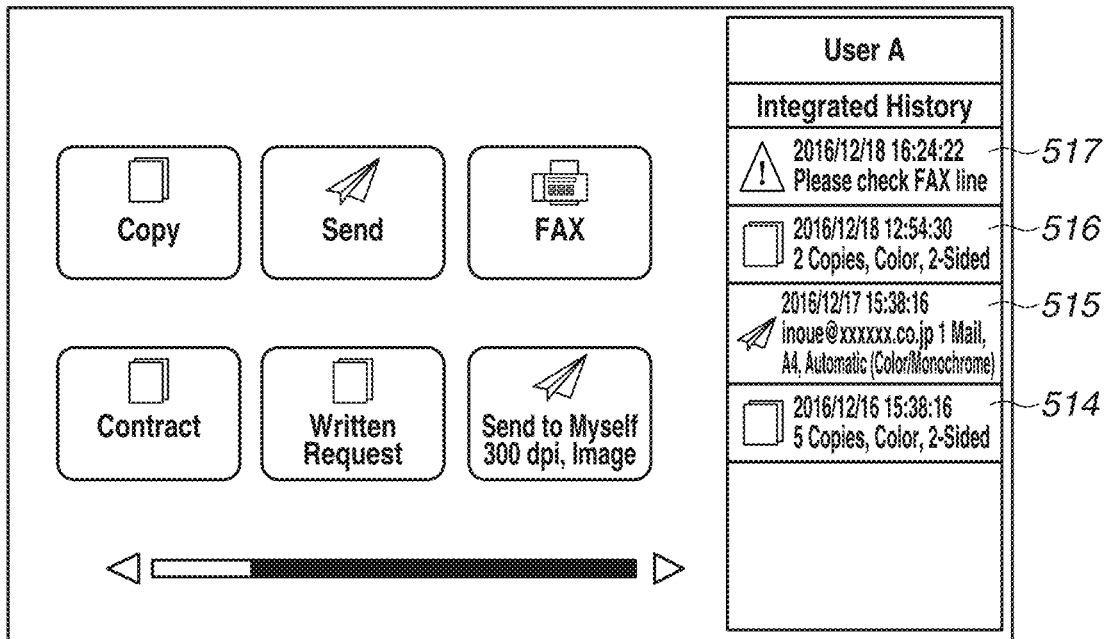 User A
Integrated History
2016/12/18 16:24:22
Please check FAX line
517
2016/12/18 12:54:30
2 Copies, Color, 2-Sided
516
2016/12/17 15:38:16
inoue@xxxxxx.co.jp 1 Mail,
A4, Automatic (Color/Monochrome)
515
2016/12/16 15:38:16
5 Copies, Color, 2-Sided
514
Copy
Send
FAX
Contract
Written
Request
Send to Myself
300 dpi, Image